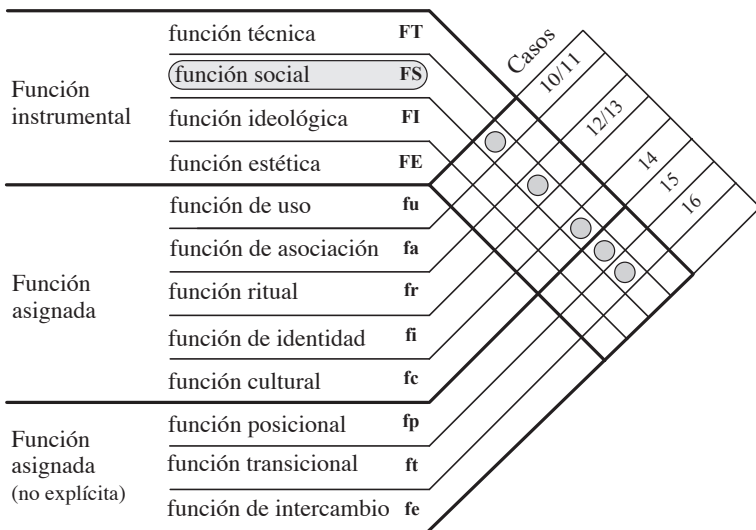 función técnica FT
función social FS
Función
instrumental
función ideológica FI
función estética FE
función de uso fu
función de asociación fa
Función
asignada
función ritual fr
función de identidad fi
función cultural fc
función posicional fp
Función
asignada
(no explícita)
función transicional ft
función de intercambio fe
Casos
10/11
12/13
14
15
16